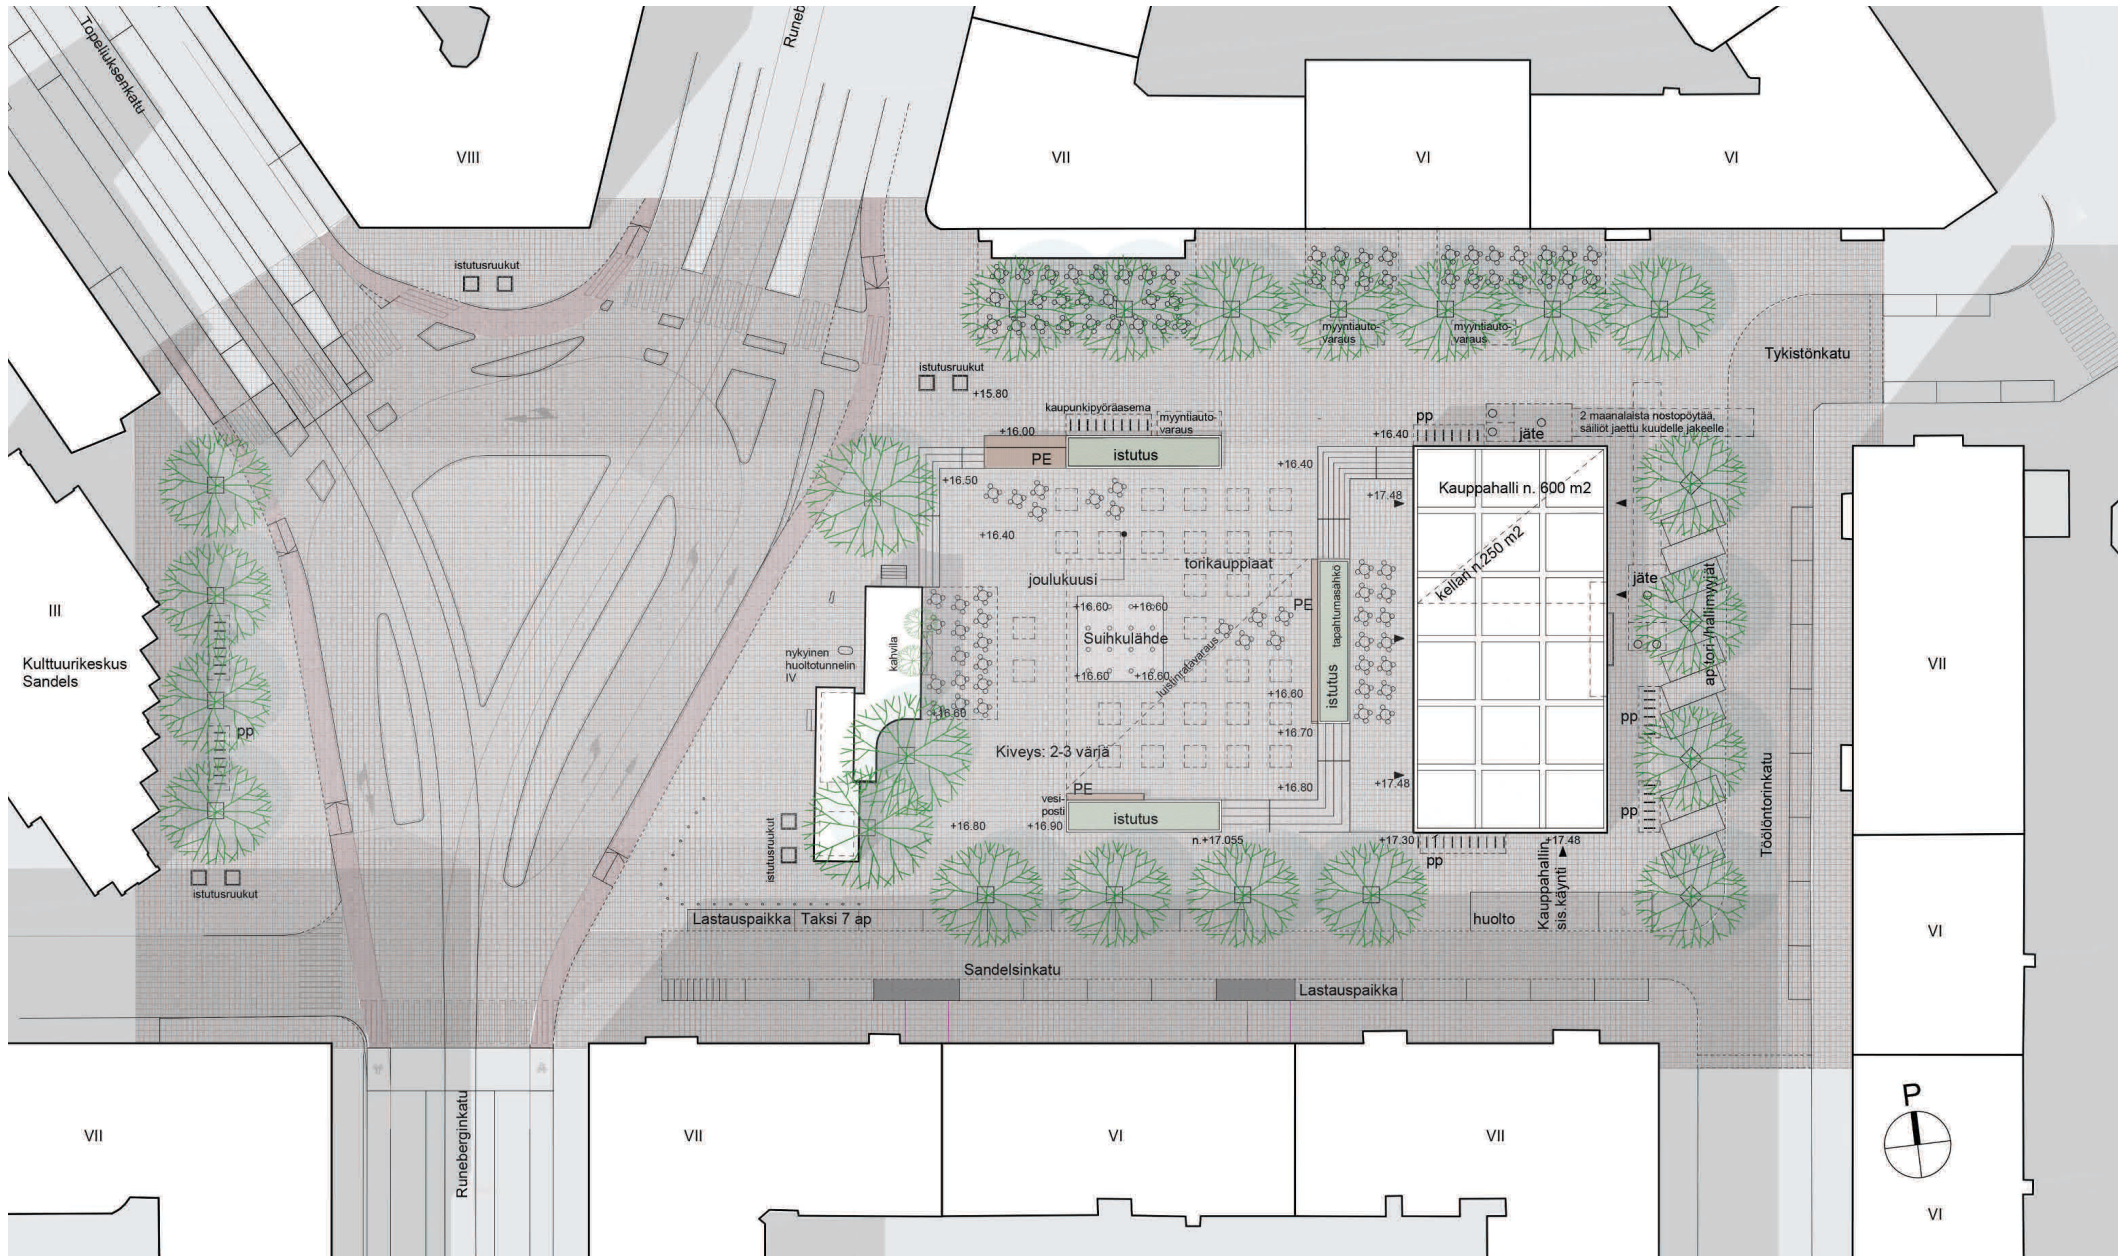 Topeliuksenkatu
Runeb
VIII
VII
VI
VI
istutusruukut
myyntiauto-
varaus
myyntiauto-
varaus
Tykistönkatu
istutusruukut
+15.80
kaupunkipyöräasema
myyntiauto-
varaus
+16.00
PE
istutus
+16.50
+16.40
pp
+16.40
jäte
2 maanalaista nostopöytää,
säiliöt jaettu kuudelle jakeelle
+16.40
+17.48
Kauppahalli n. 600 m2
kellari n.250 m2
joulukuusi
torikauppiaat
+16.60
+16.60
Suihkulähde
+16.60
+16.60
luistinratavaraus
PE
tapahtumasähkö
istutus
jäte
aptori /hallimyyjät
III
Kulttuurikeskus
Sandels
pp
nykyinen
huoltotunnelin
IV
kahvila
+16.60
+16.60
+16.70
Kiveys: 2-3 väriä
+16.80
+17.48
PE
vesi-
posti
+16.90
istutus
+16.80
n.+17.055
+17.30
pp
+17.48
pp
pp
VII
Töölöntorinkatu
istutusruukut
istutusruukut
Lastauspaikka
Taksi 7 ap
huolto
Kauppahallin
sis.käynti
Sandelsinkatu
Lastauspaikka
VI
VII
Runeberginkatu
VII
VI
VII
P
VI